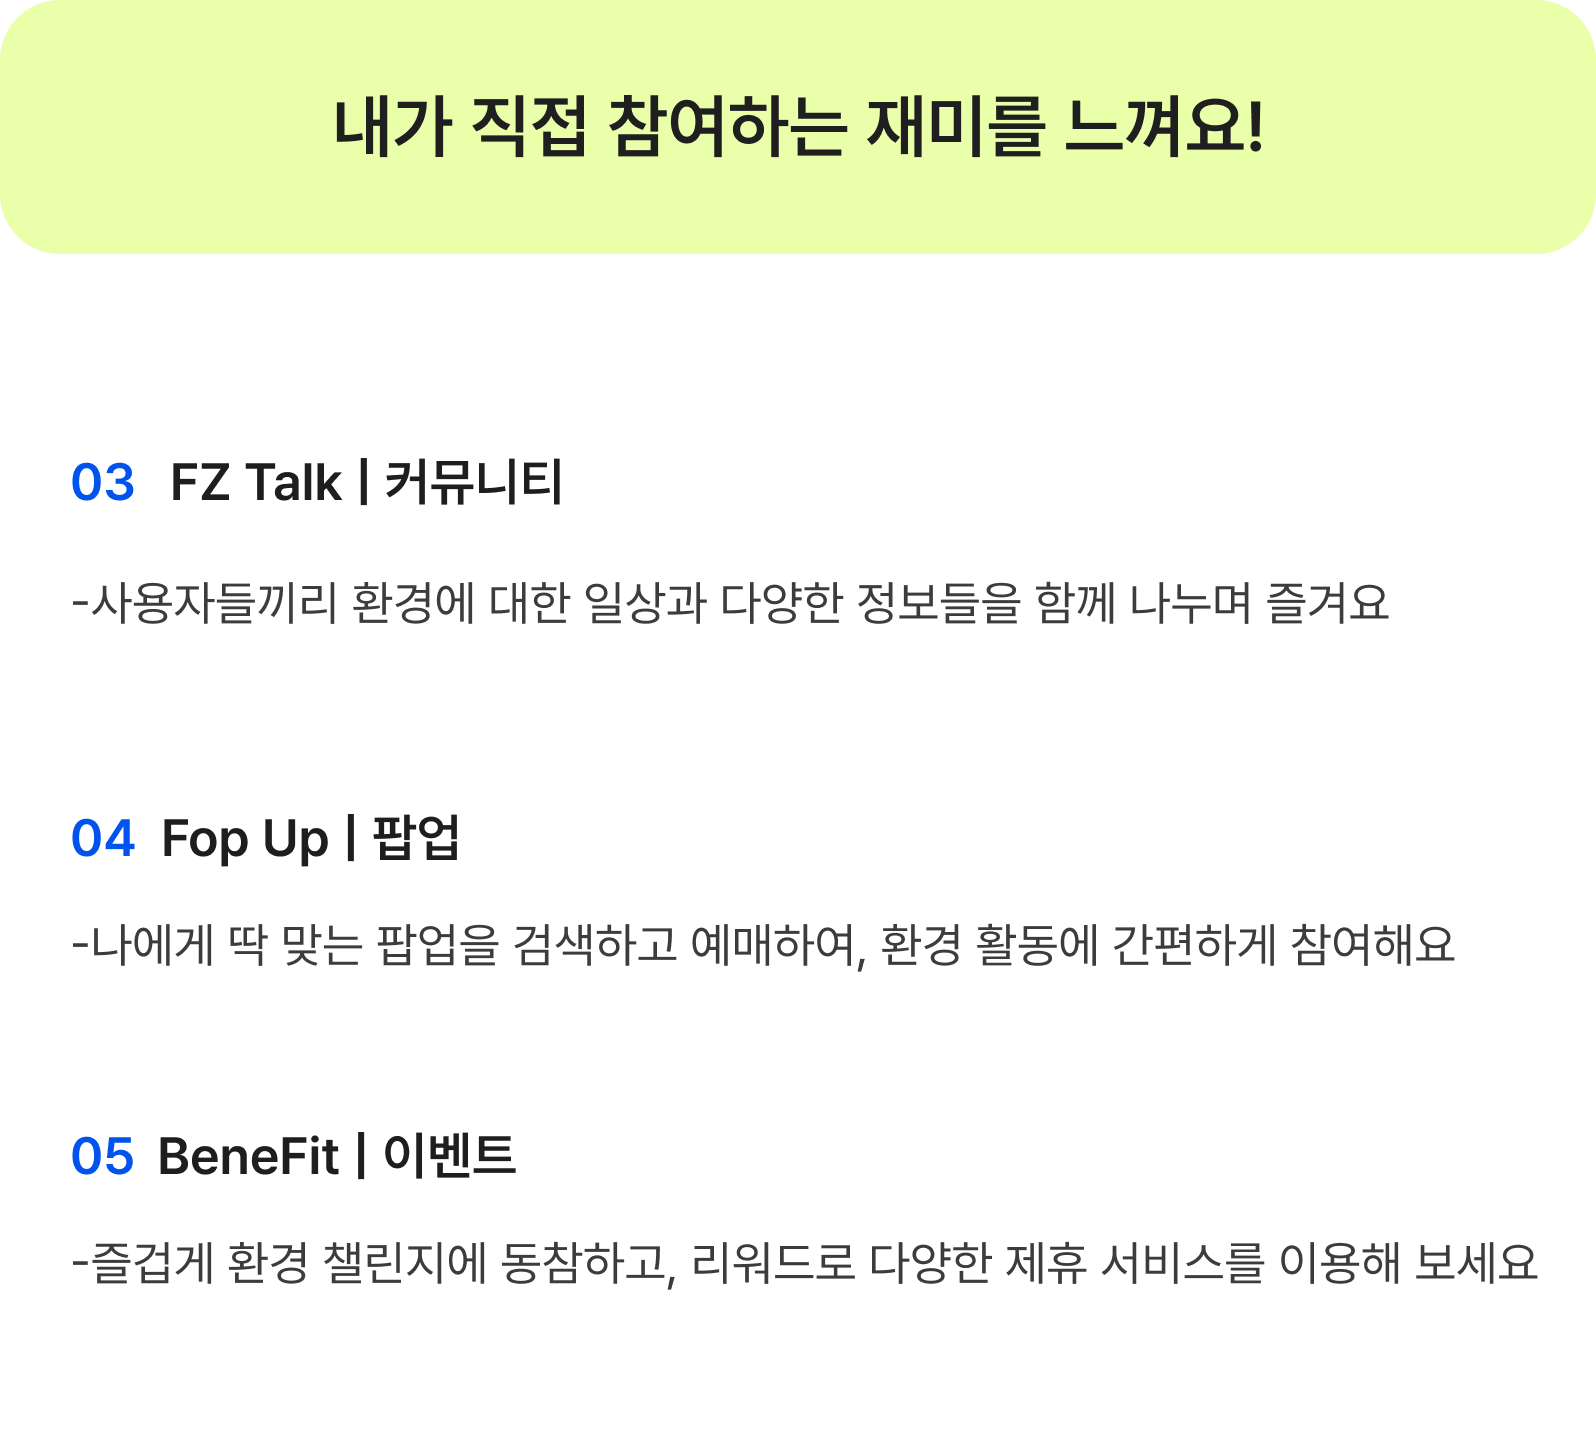 내가 직접 참여하는 재미를 느껴요!
03 FZ Talk | 커뮤니티
-사용자들끼리 환경에 대한 일상과 다양한 정보들을 함께 나누며 즐겨요
04 Fop Up | 팝업
-나에게 딱 맞는 팝업을 검색하고 예매하여, 환경 활동에 간편하게 참여해요
05 BeneFit | 이벤트
-즐겁게 환경 챌린지에 동참하고, 리워드로 다양한 제휴 서비스를 이용해 보세요